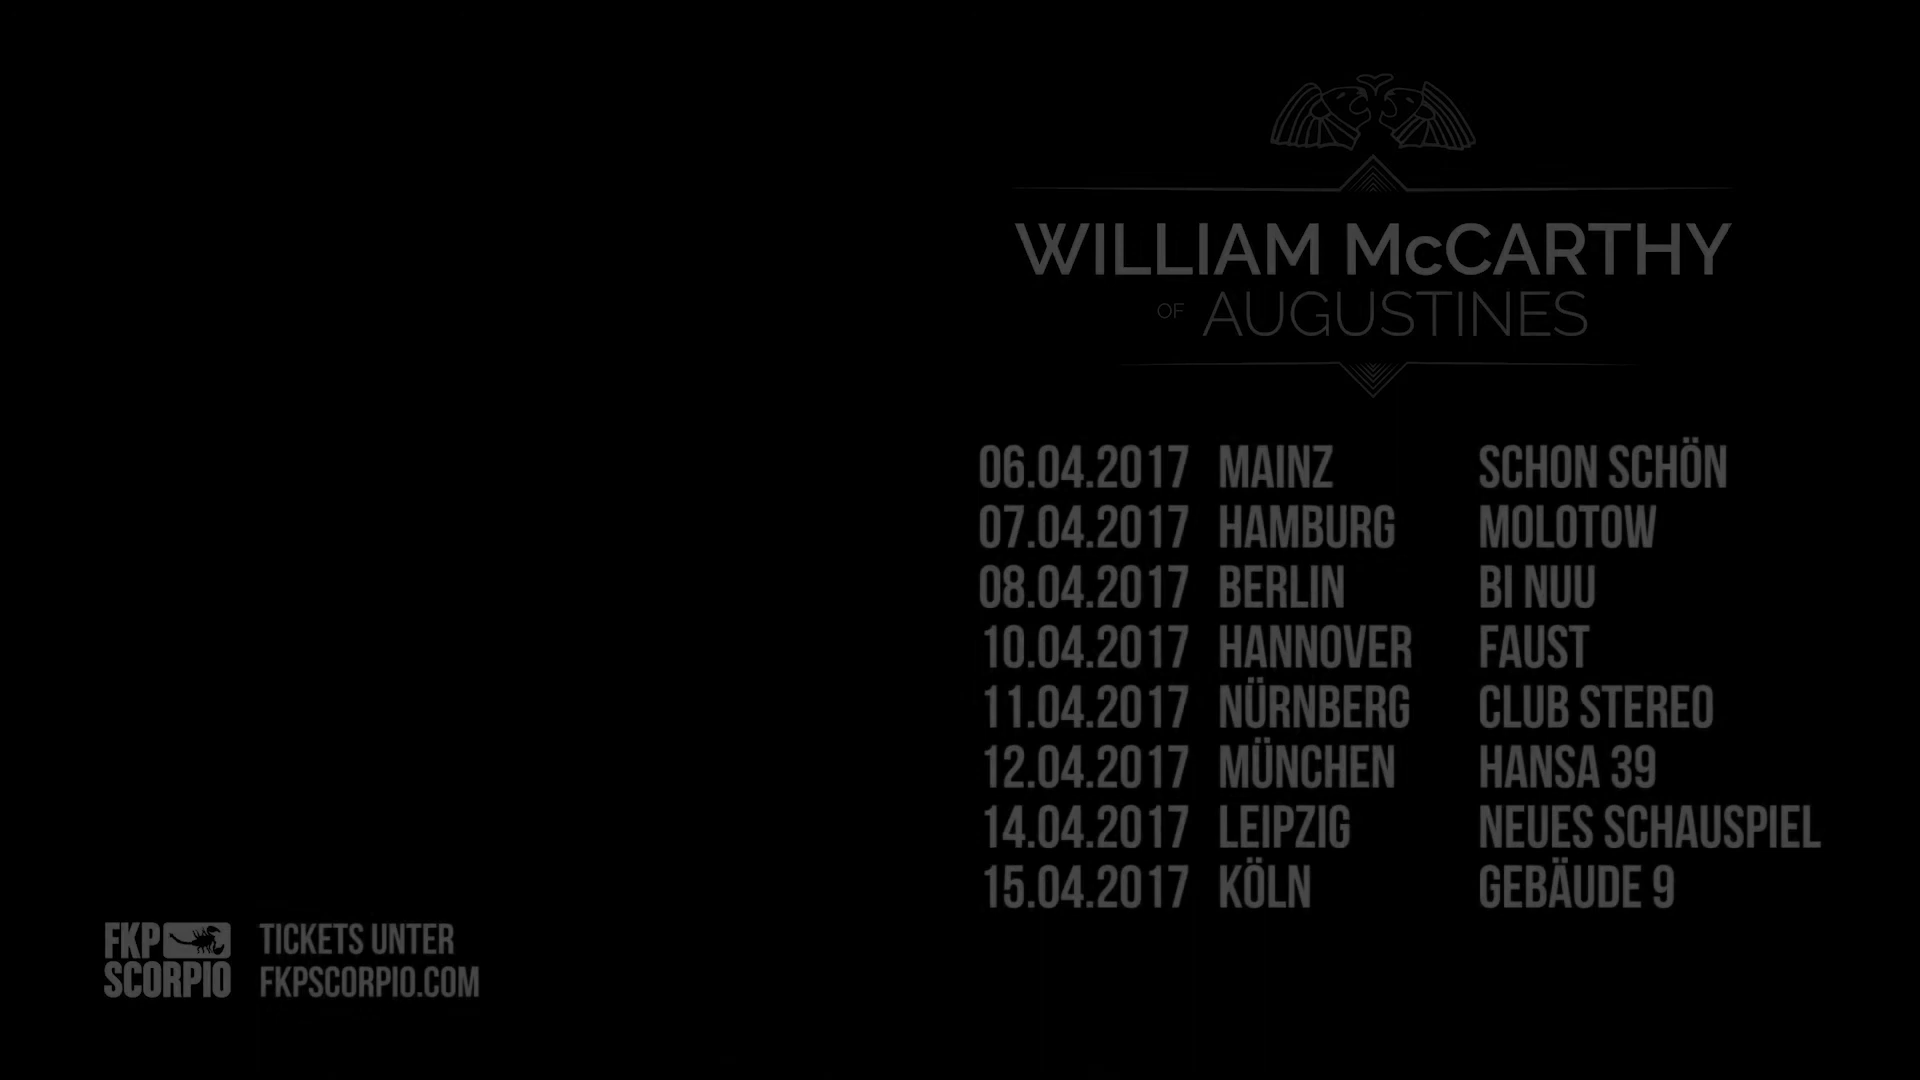 WILLIAM McCARTHY
OF AUGUSTINES
06.04.2017 MAINZ SCHON SCHÖN
07.04.2017 HAMBURG MOLOTOW
08.04.2017 BERLIN BI NUU
10.04.2017 HANNOVER FAUST
11.04.2017 NÜRNBERG CLUB STEREO
12.04.2017 MÜNCHEN HANSA 39
14.04.2017 LEIPZIG NEUES SCHAUSPIEL
15.04.2017 KÖLN GEBÄUDE 9
FKP
SCORPIO
TICKETS UNTER
FKPSCORPIO.COM